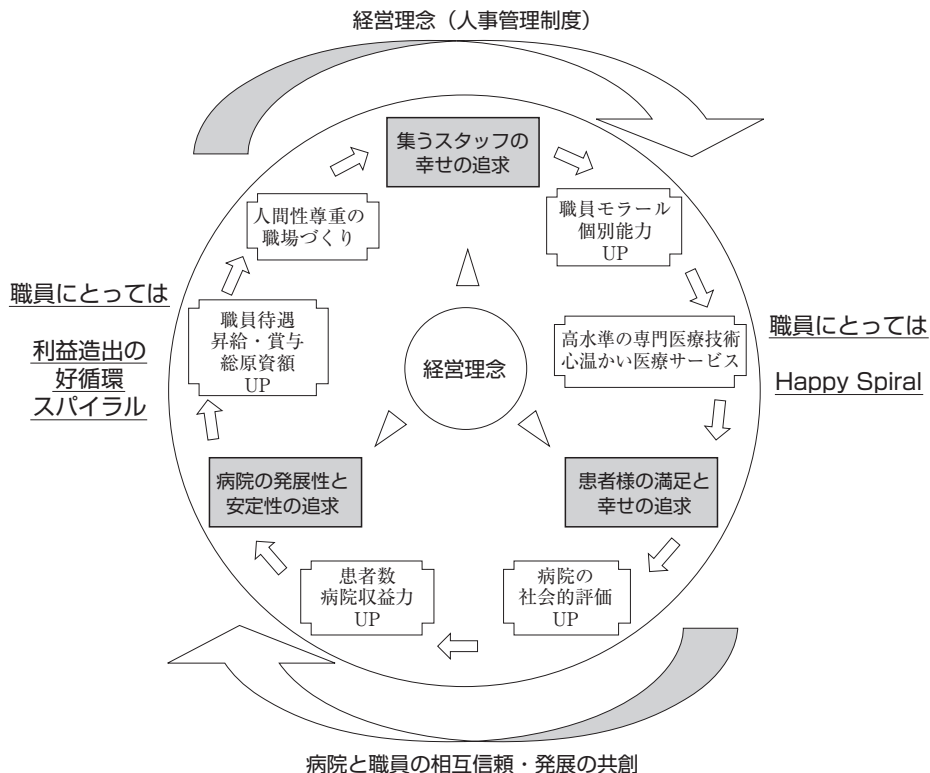 経営理念（人事管理制度）
集うスタッフの
幸せの追求
職員モラール
個別能力
UP
高水準の専門医療技術
心温かい医療サービス
患者様の満足と
幸せの追求
病院の
社会的評価
UP
患者数
病院収益力
UP
病院の発展性と
安定性の追求
職員待遇
昇給・賞与
総原資額
UP
人間性尊重の
職場づくり
経営理念
職員にとっては
利益造出の
好循環
スパイラル
職員にとっては
Happy Spiral
病院と職員の相互信頼・発展の共創